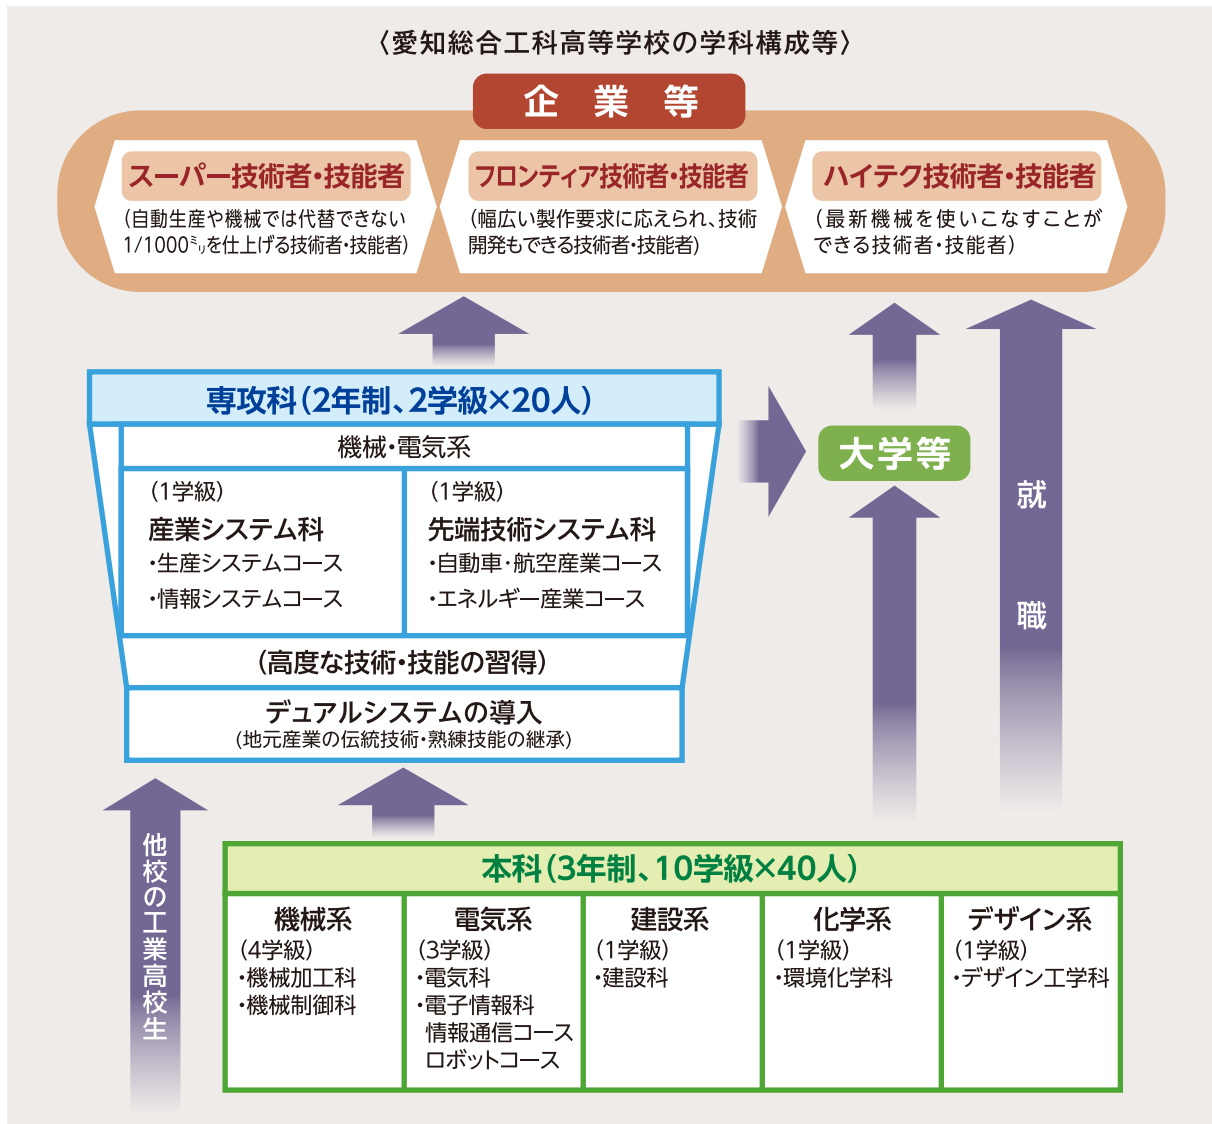 〈愛知総合工科高等学校の学科構成等〉
企業等
スーパー技術者・技能者
(自動生産や機械では代替できない
1/1000㍉を仕上げる技術者・技能者)
フロンティア技術者・技能者
(幅広い製作要求に応えられ、技術
開発もできる技術者・技能者)
ハイテク技術者・技能者
(最新機械を使いこなすことが
できる技術者・技能者)
専攻科(2年制、2学級×20人)
機械・電気系
(1学級)
産業システム科
・生産システムコース
・情報システムコース
(1学級)
先端技術システム科
・自動車・航空産業コース
・エネルギー産業コース
(高度な技術・技能の習得)
デュアルシステムの導入
(地元産業の伝統技術・熟練技能の継承)
大学等
就職
他校の工業高校生
本科(3年制、10学級×40人)
機械系
(4学級)
・機械加工科
・機械制御科
電気系
(3学級)
・電気科
・電子情報科
情報通信コース
ロボットコース
建設系
(1学級)
・建設科
化学系
(1学級)
・環境化学科
デザイン系
(1学級)
・デザイン工学科